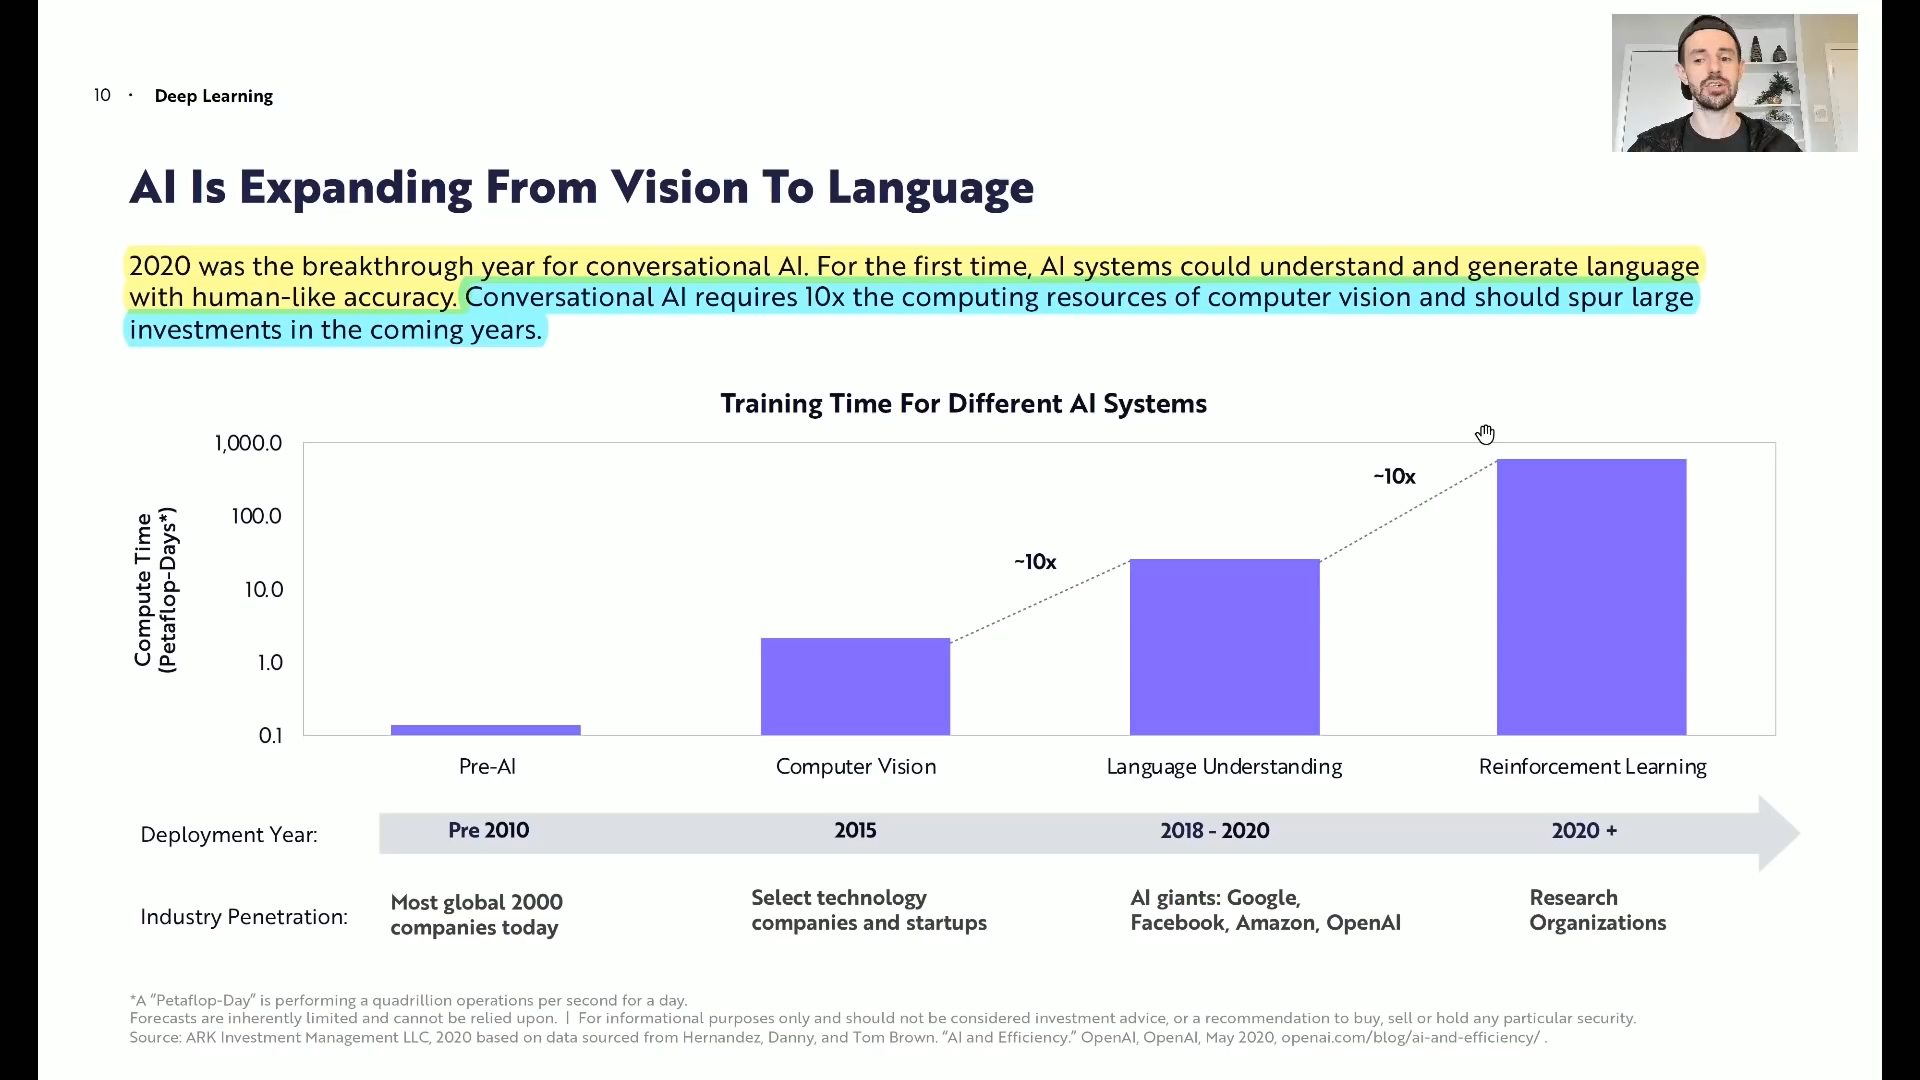 10 · Deep Learning
AI Is Expanding From Vision To Language
2020 was the breakthrough year for conversational AI. For the first time, AI systems could understand and generate language
with human-like accuracy. Conversational AI requires 10x the computing resources of computer vision and should spur large
investments in the coming years.
Training Time For Different AI Systems
Compute Time
(Petaflop-Days*)
1,000.0
100.0
10.0
1.0
0.1
~10x
~10x
Pre-AI Computer Vision Language Understanding Reinforcement Learning
Deployment Year: Pre 2010 2015 2018 - 2020 2020 +
Industry Penetration:
Most global 2000
companies today
Select technology
companies and startups
AI giants: Google,
Facebook, Amazon, OpenAI
Research
Organizations
*A "Petaflop-Day" is performing a quadrillion operations per second for a day.
Forecasts are inherently limited and cannot be relied upon. | For informational purposes only and should not be considered investment advice, or a recommendation to buy, sell or hold any particular security.
Source: ARK Investment Management LLC, 2020 based on data sourced from Hernandez, Danny, and Tom Brown. "AI and Efficiency." OpenAI, OpenAI, May 2020, openai.com/blog/ai-and-efficiency/ .